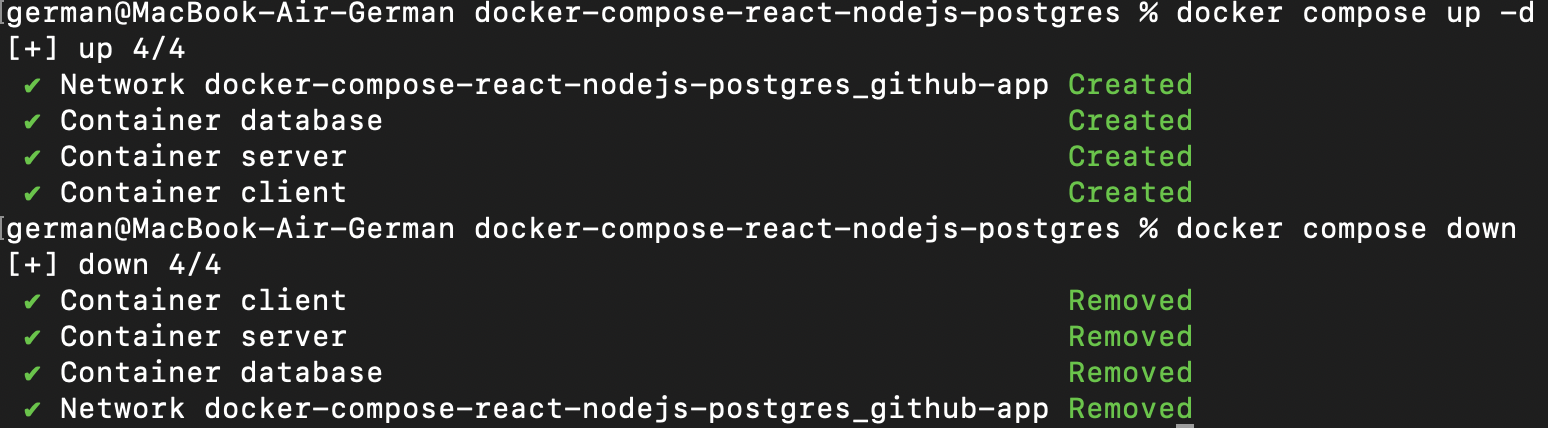 german@MacBook-Air-German docker-compose-react-nodejs-postgres % docker compose up -d
[+] up 4/4
✔ Network docker-compose-react-nodejs-postgres_github-app Created
✔ Container database Created
✔ Container server Created
✔ Container client Created
german@MacBook-Air-German docker-compose-react-nodejs-postgres % docker compose down
[+] down 4/4
✔ Container client Removed
✔ Container server Removed
✔ Container database Removed
✔ Network docker-compose-react-nodejs-postgres_github-app Removed